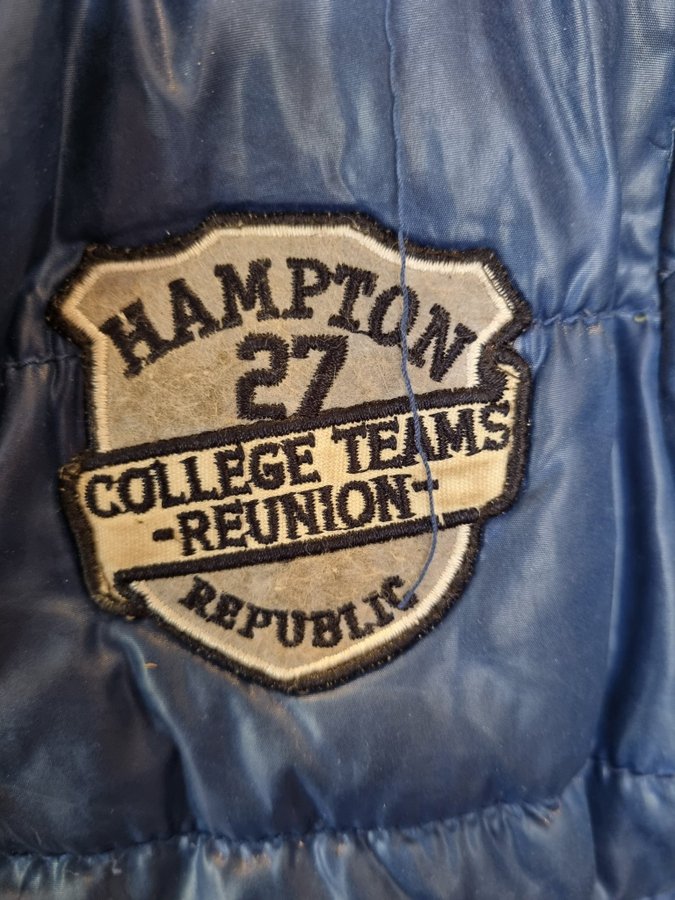 HAMPTON
27
COLLEGE TEAMS
-REUNION-
REPUBLIC